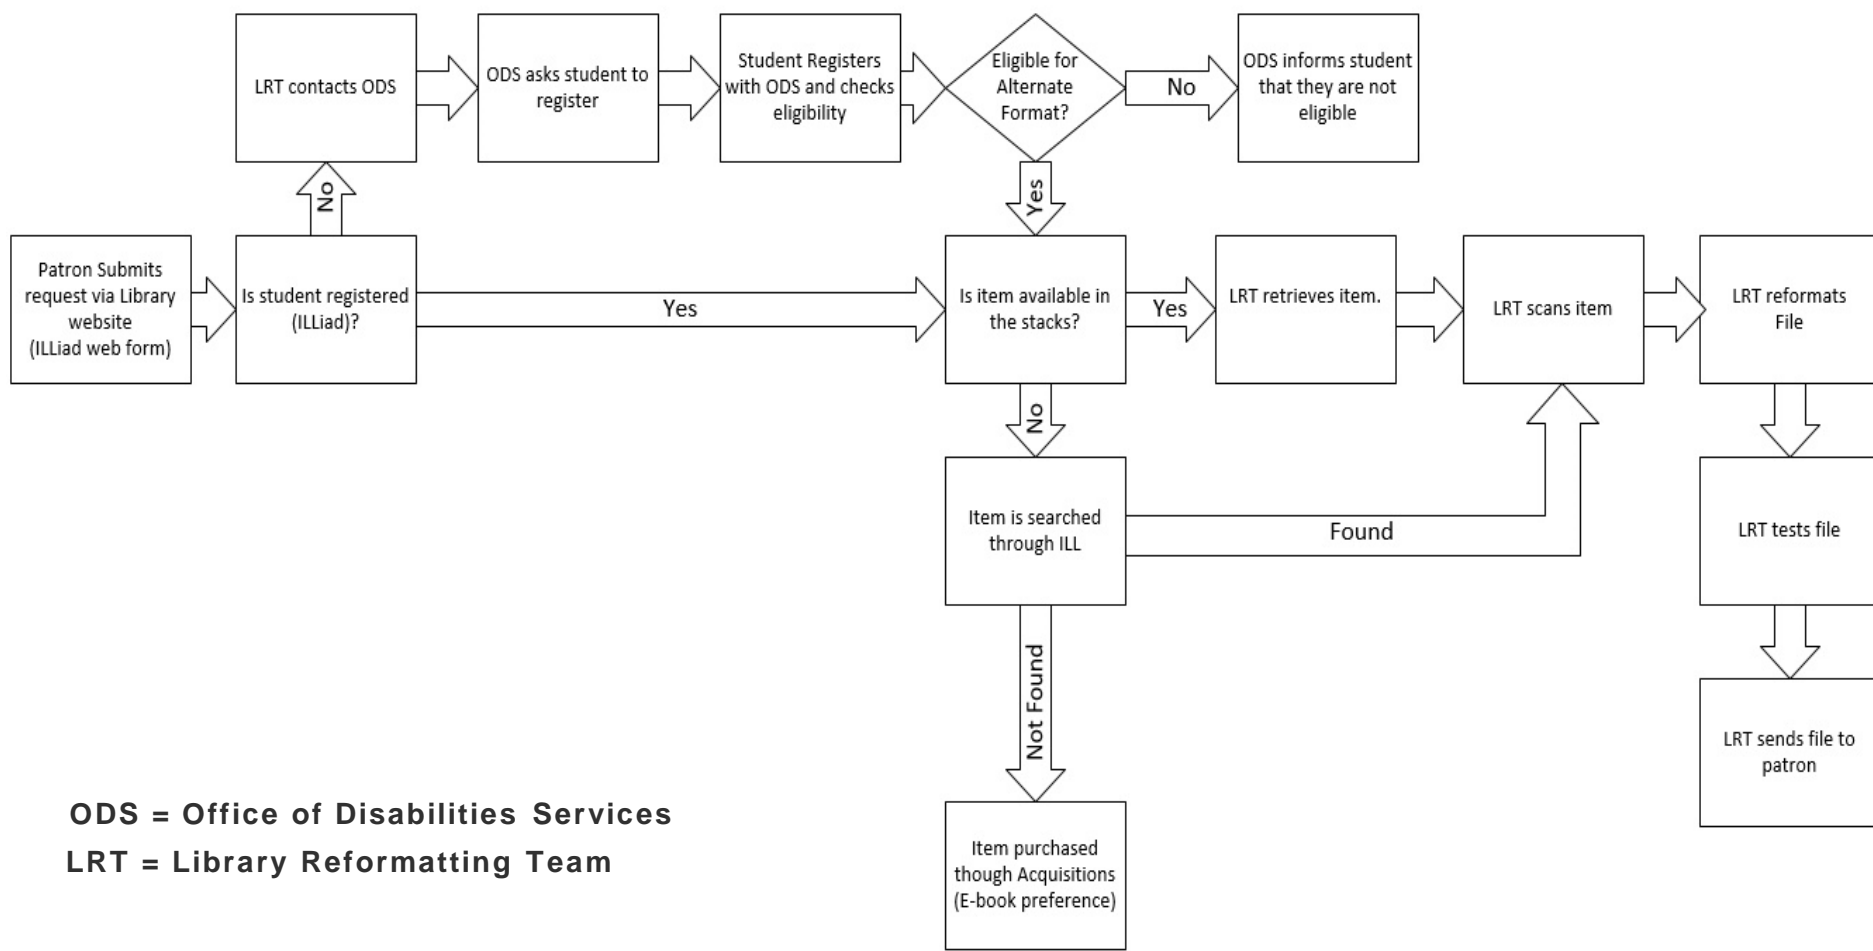 LRT contacts ODS
ODS asks student to
register
Student Registers
with ODS and checks
eligibility
Eligible for
Alternate
Format?
No
ODS informs student
that they are not
eligible
No
Yes
Patron Submits
request via Library
website
(ILLiad web form)
Is student registered
(ILLiad)?
Yes
Is item available in
the stacks?
Yes
LRT retrieves item.
LRT scans item
LRT reformats
File
No
Item is searched
through ILL
Found
LRT tests file
Not Found
LRT sends file to
patron
Item purchased
though Acquisitions
(E-book preference)
ODS = Office of Disabilities Services
LRT = Library Reformatting Team